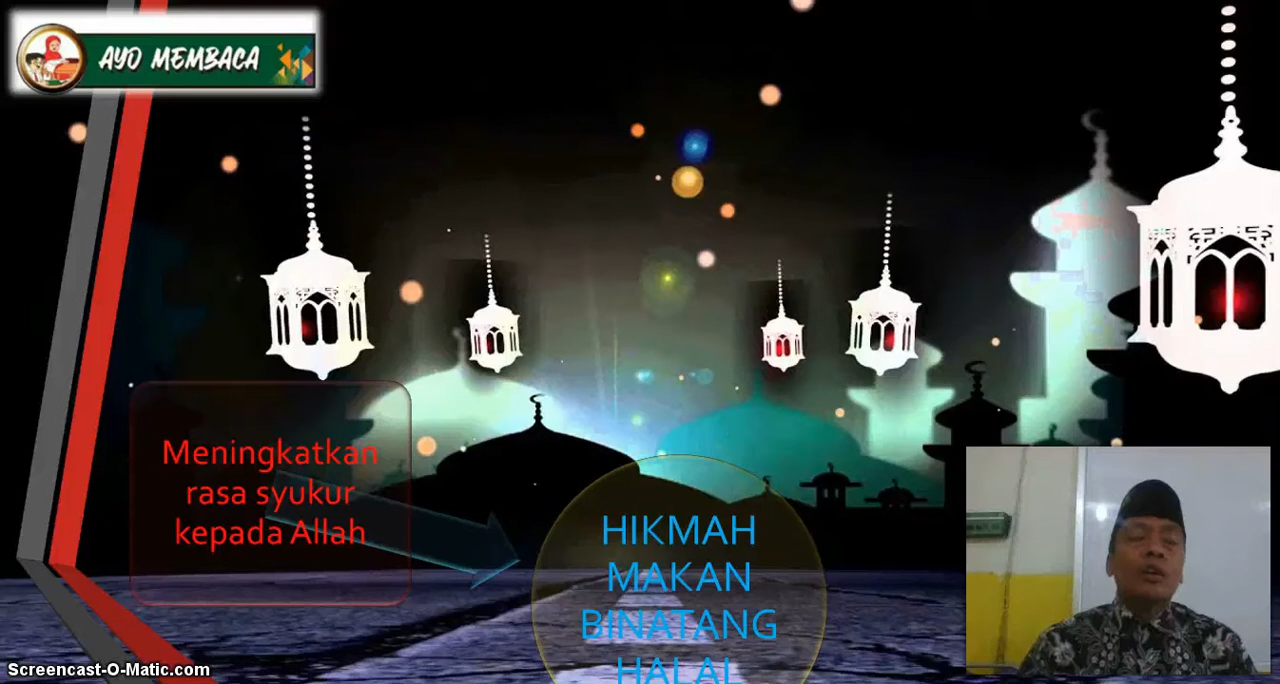 AYO MEMBACA
Meningkatkan
rasa syukur
kepada Allah
HIKMAH
MAKAN
BINATANG
HALAL
Screencast-O-Matic.com